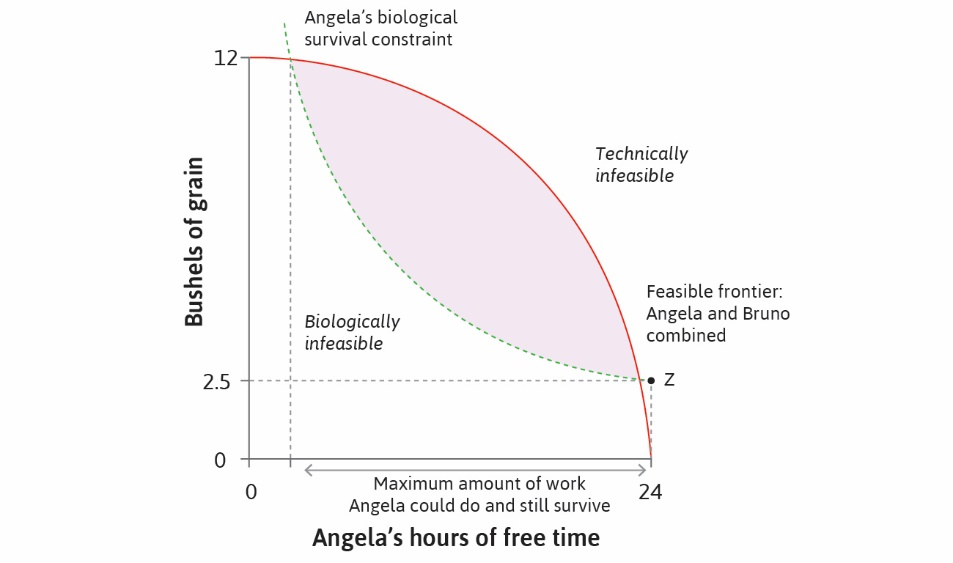 Angela's biological
survival constraint
12
Technically
infeasible
Bushels of grain
Feasible frontier:
Angela and Bruno
combined
Biologically
infeasible
2.5
Z
0
0
Maximum amount of work
24
Angela could do and still survive
Angela's hours of free time